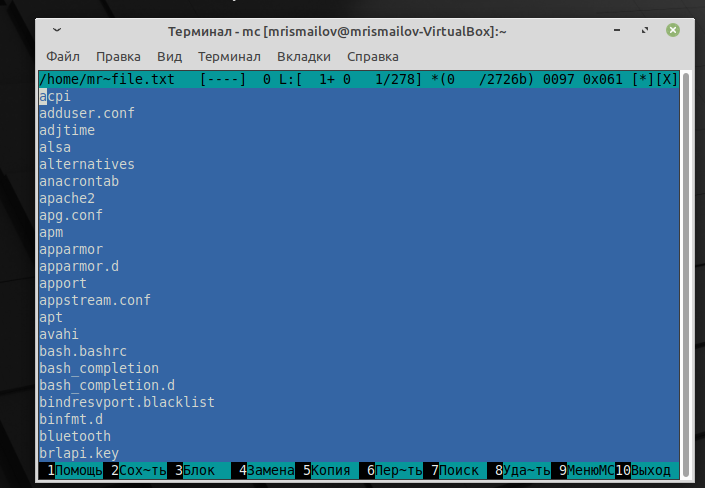 Терминал - mc [mrismailov@mrismailov-VirtualBox]:~
Файл Правка Вид Терминал Вкладки Справка
/home/mr~file.txt [----] 0 L:[ 1+ 0 1/278] *(0 /2726b) 0097 0x061 [*][X]
acpi
adduser.conf
adjtime
alsa
alternatives
anacrontab
apache2
apg.conf
apm
apparmor
apparmor.d
apport
appstream.conf
apt
avahi
bash.bashrc
bash_completion
bash_completion.d
bindresvport.blacklist
binfmt.d
bluetooth
brlapi.key
1Помощь 2Сох~ть 3Блок 4Замена 5Копия 6Пер~ть 7Поиск 8Уда~ть 9МенюMC 10Выход